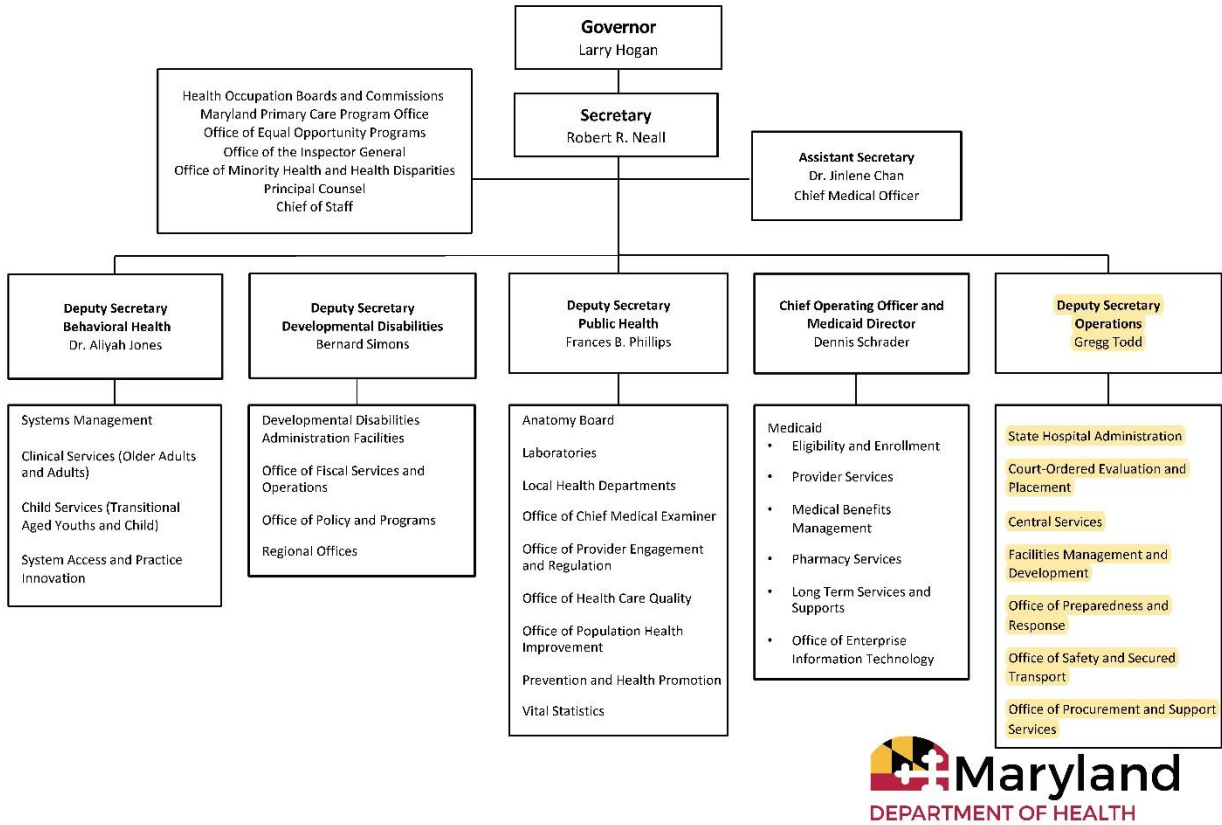 Governor
Larry Hogan
Health Occupation Boards and Commissions
Maryland Primary Care Program Office
Office of Equal Opportunity Programs
Office of the Inspector General
Office of Minority Health and Health Disparities
Principal Counsel
Chief of Staff
Secretary
Robert R. Neall
Assistant Secretary
Dr. Jinlene Chan
Chief Medical Officer
Deputy Secretary
Behavioral Health
Dr. Aliyah Jones
Deputy Secretary
Developmental Disabilities
Bernard Simons
Deputy Secretary
Public Health
Frances B. Phillips
Chief Operating Officer and
Medicaid Director
Dennis Schrader
Deputy Secretary
Operations
Gregg Todd
Systems Management
Clinical Services (Older Adults
and Adults)
Child Services (Transitional
Aged Youths and Child)
System Access and Practice
Innovation
Developmental Disabilities
Administration Facilities
Office of Fiscal Services and
Operations
Office of Policy and Programs
Regional Offices
Anatomy Board
Laboratories
Local Health Departments
Office of Chief Medical Examiner
Office of Provider Engagement
and Regulation
Office of Health Care Quality
Office of Population Health
Improvement
Prevention and Health Promotion
Vital Statistics
Medicaid
• Eligibility and Enrollment
• Provider Services
• Medical Benefits
Management
• Pharmacy Services
• Long Term Services and
Supports
• Office of Enterprise
Information Technology
State Hospital Administration
Court-Ordered Evaluation and
Placement
Central Services
Facilities Management and
Development
Office of Preparedness and
Response
Office of Safety and Secured
Transport
Office of Procurement and Support
Services
Maryland
DEPARTMENT OF HEALTH